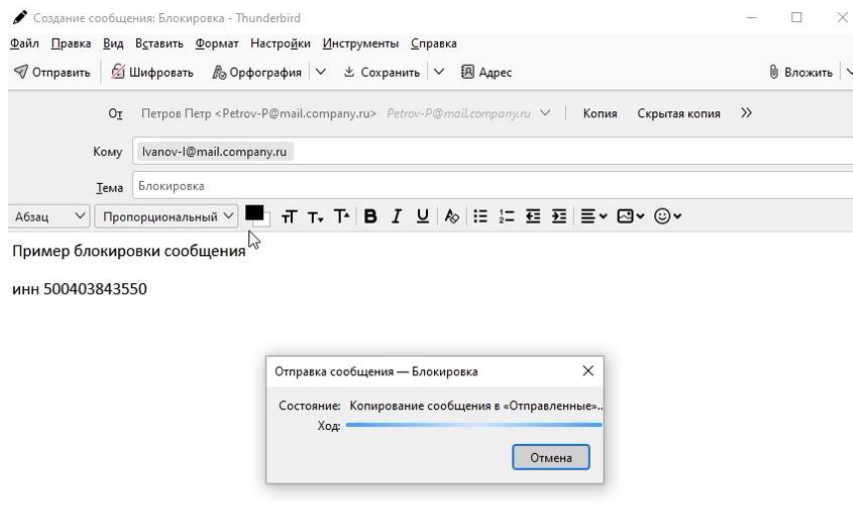 Создание сообщения: Блокировка - Thunderbird
Файл Правка Вид Вставить Формат Настройки Инструменты Справка
Отправить Шифровать Орфография Сохранить Адрес Вложить
От Петров Петр <Petrov-P@mail.company.ru> Petrov-P@mail.company.ru Копия Скрытая копия
Кому Ivanov-I@mail.company.ru
Тема Блокировка
Абзац Пропорциональный
Пример блокировки сообщения
инн 500403843550
Отправка сообщения — Блокировка
Состояние: Копирование сообщения в «Отправленные»..
Ход:
Отмена